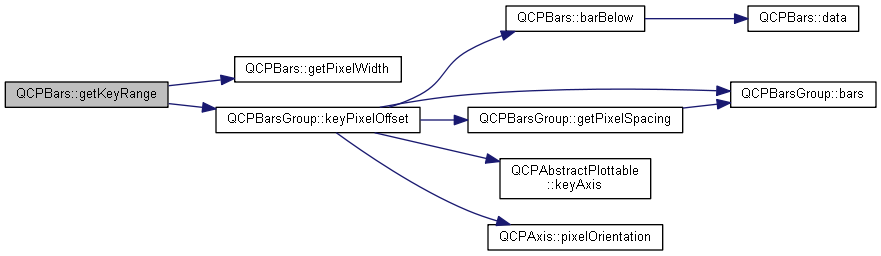 QCPBars::getKeyRange
QCPBars::getPixelWidth
QCPBarsGroup::keyPixelOffset
QCPBars::barBelow
QCPBars::data
QCPBarsGroup::getPixelSpacing
QCPBarsGroup::bars
QCPAbstractPlottable
::keyAxis
QCPAxis::pixelOrientation